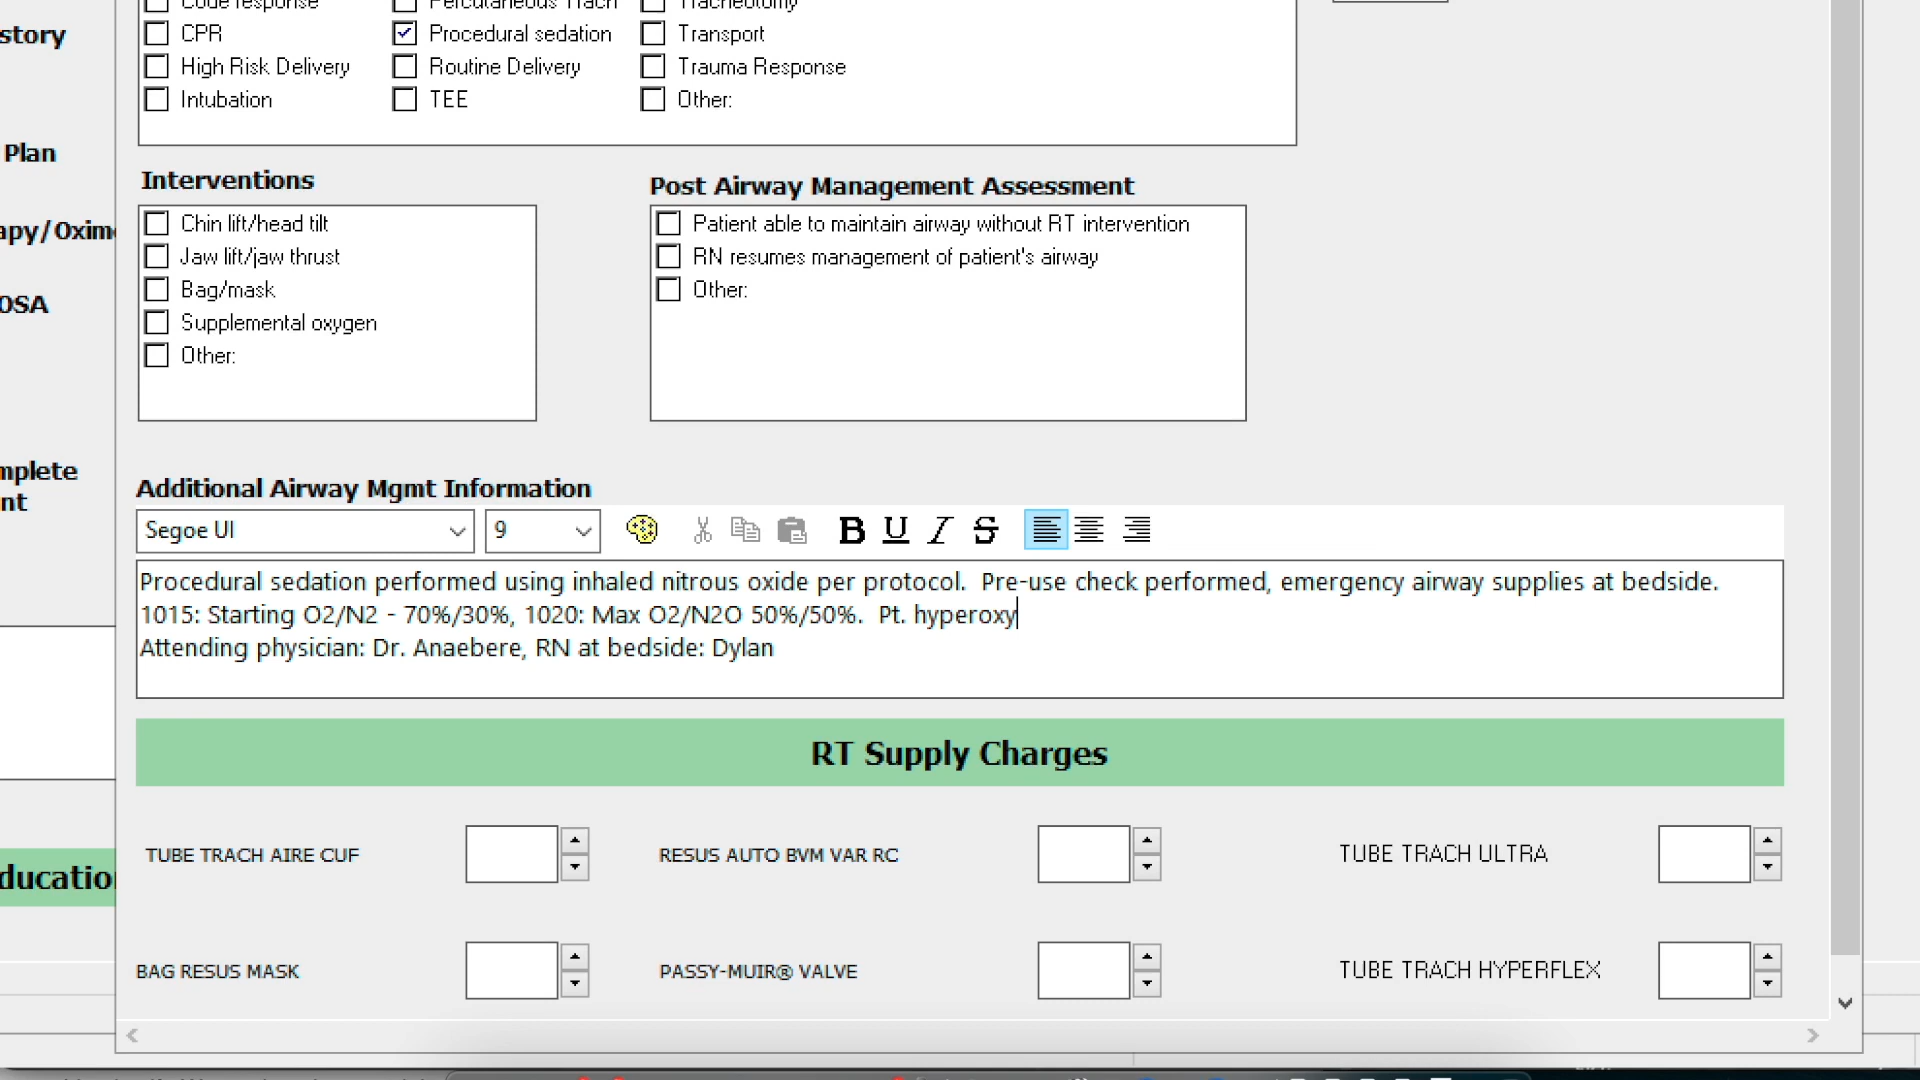 CPR
Procedural sedation
Transport
story
High Risk Delivery
Routine Delivery
Trauma Response
Intubation
TEE
Other:
Plan
Interventions
Post Airway Management Assessment
Chin lift/head tilt
Jaw lift/jaw thrust
Bag/mask
Supplemental oxygen
Other:
Patient able to maintain airway without RT intervention
RN resumes management of patient's airway
Other:
apy/Oxim
OSA
mplete
nt
Additional Airway Mgmt Information
Segoe UI
9
B U I S
Procedural sedation performed using inhaled nitrous oxide per protocol.  Pre-use check performed, emergency airway supplies at bedside.
1015: Starting O2/N2 - 70%/30%, 1020: Max O2/N2O 50%/50%.  Pt. hyperoxy
Attending physician: Dr. Anaebere, RN at bedside: Dylan
RT Supply Charges
TUBE TRACH AIRE CUF
RESUS AUTO BVM VAR RC
TUBE TRACH ULTRA
ducatio
BAG RESUS MASK
PASSY-MUIR® VALVE
TUBE TRACH HYPERFLEX